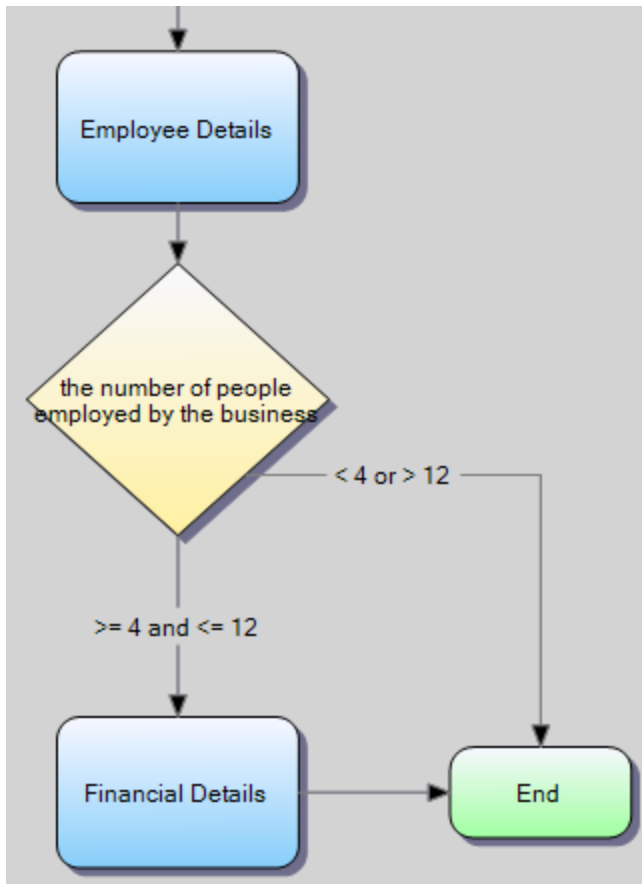 Employee Details
the number of people
employed by the business
< 4 or > 12
>= 4 and <= 12
Financial Details
End